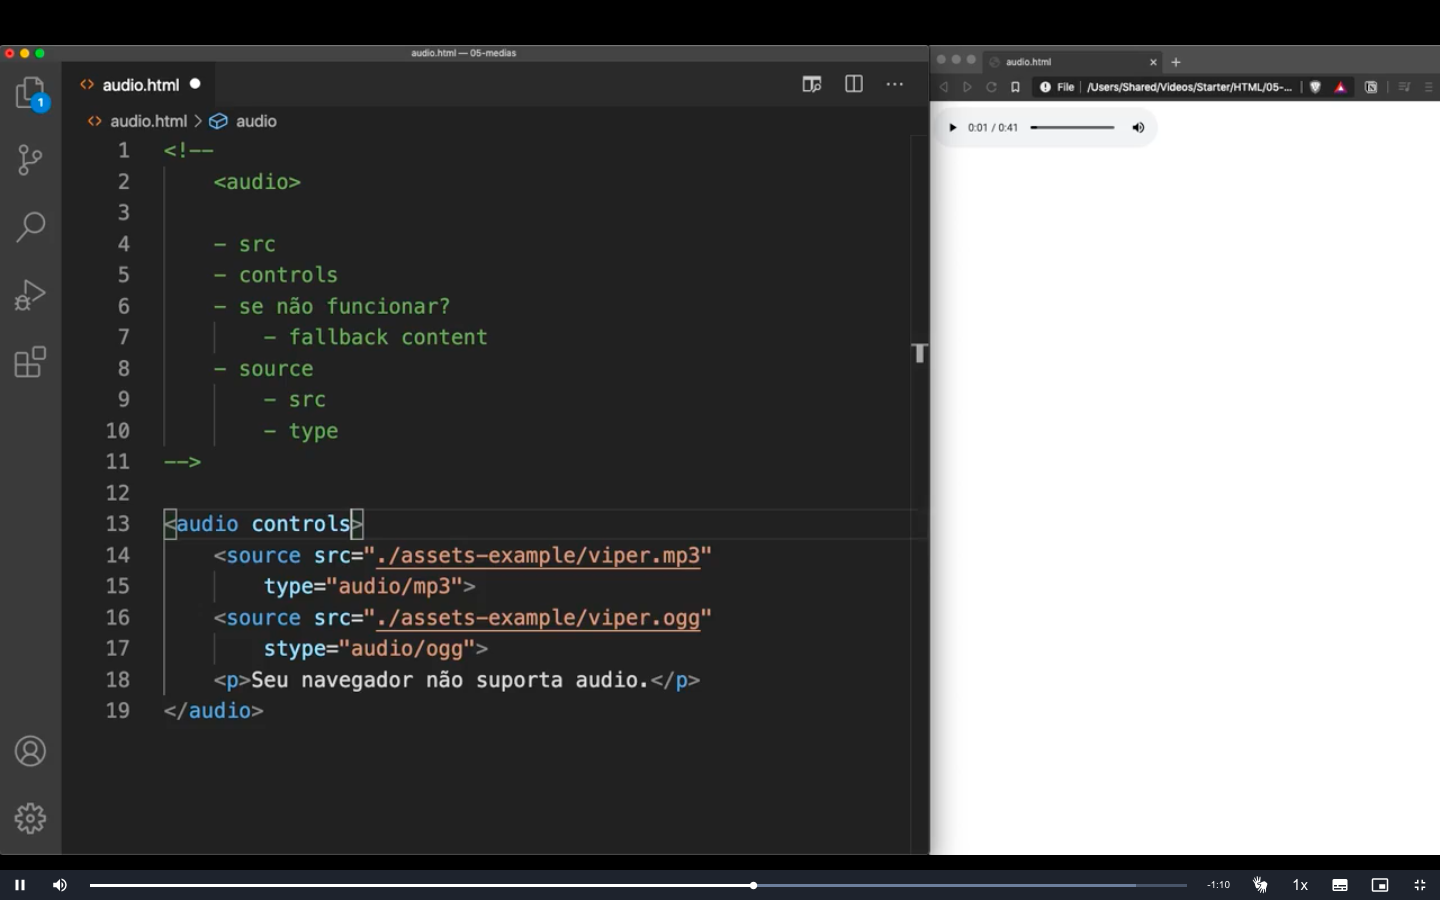 audio.html — 05-medias
audio.html
1
audio.html > audio
1 <!--
2 <audio>
3
4 - src
5 - controls
6 - se não funcionar?
7 - fallback content
8 - source
9 - src
10 - type
11 -->
12
13 <audio controls>
14 <source src="./assets-example/viper.mp3"
15 type="audio/mp3">
16 <source src="./assets-example/viper.ogg"
17 stype="audio/ogg">
18 <p>Seu navegador não suporta audio.</p>
19 </audio>
audio.html
File | /Users/Shared/Videos/Starter/HTML/05-...
0:01 / 0:41
T
-1:10
1x